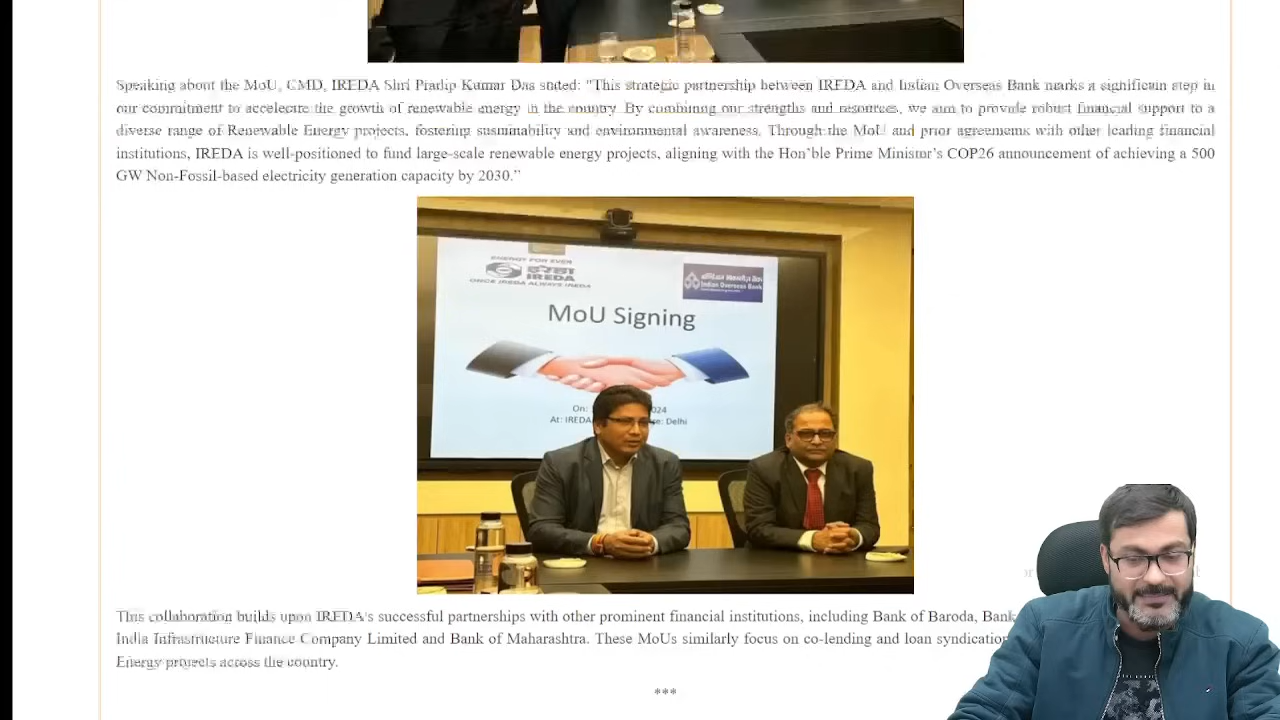 Speaking about the MoU, CMD, IREDA Shri Pradip Kumar Das stated: "This strategic partnership between IREDA and Indian Overseas Bank marks a significant step in
our commitment to accelerate the growth of renewable energy in the country. By combining our strengths and resources, we aim to provide robust financial support to a
diverse range of Renewable Energy projects, fostering sustainability and environmental awareness. Through the MoU and prior agreements with other leading financial
institutions, IREDA is well-positioned to fund large-scale renewable energy projects, aligning with the Hon'ble Prime Minister's COP26 announcement of achieving a 500
GW Non-Fossil-based electricity generation capacity by 2030."
ENERGY FOR EVER
इरेडा
IREDA
ONCE IREDA ALWAYS IREDA
Indian Overseas Bank
MoU Signing
On: 024
At: IREDA Delhi
This collaboration builds upon IREDA's successful partnerships with other prominent financial institutions, including Bank of Baroda, Bank
India Infrastructure Finance Company Limited and Bank of Maharashtra. These MoUs similarly focus on co-lending and loan syndication
Energy projects across the country.
***